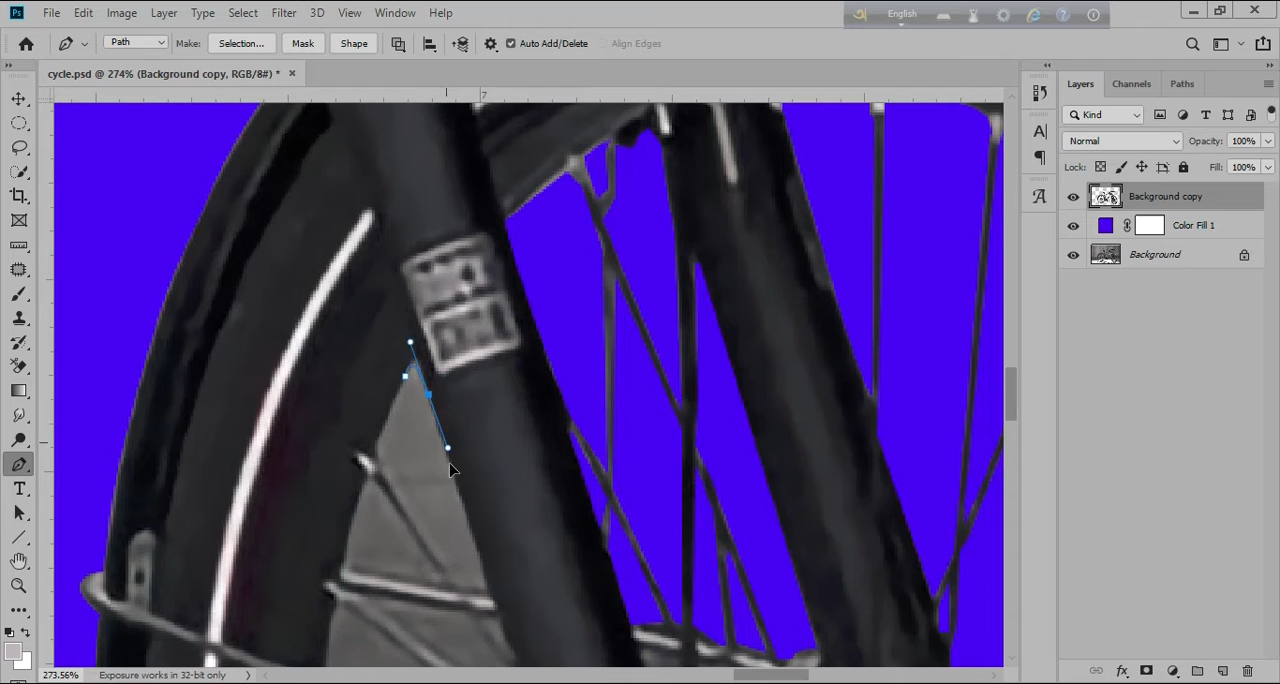 Ps File Edit Image Layer Type Select Filter 3D View Window Help
English
Path Make: Selection... Mask Shape Auto Add/Delete Align Edges
cycle.psd @ 274% (Background copy, RGB/8#) *
7
Layers Channels Paths
Kind
Normal Opacity: 100%
Lock: Fill: 100%
Background copy
Color Fill 1
Background
273.56% Exposure works in 32-bit only